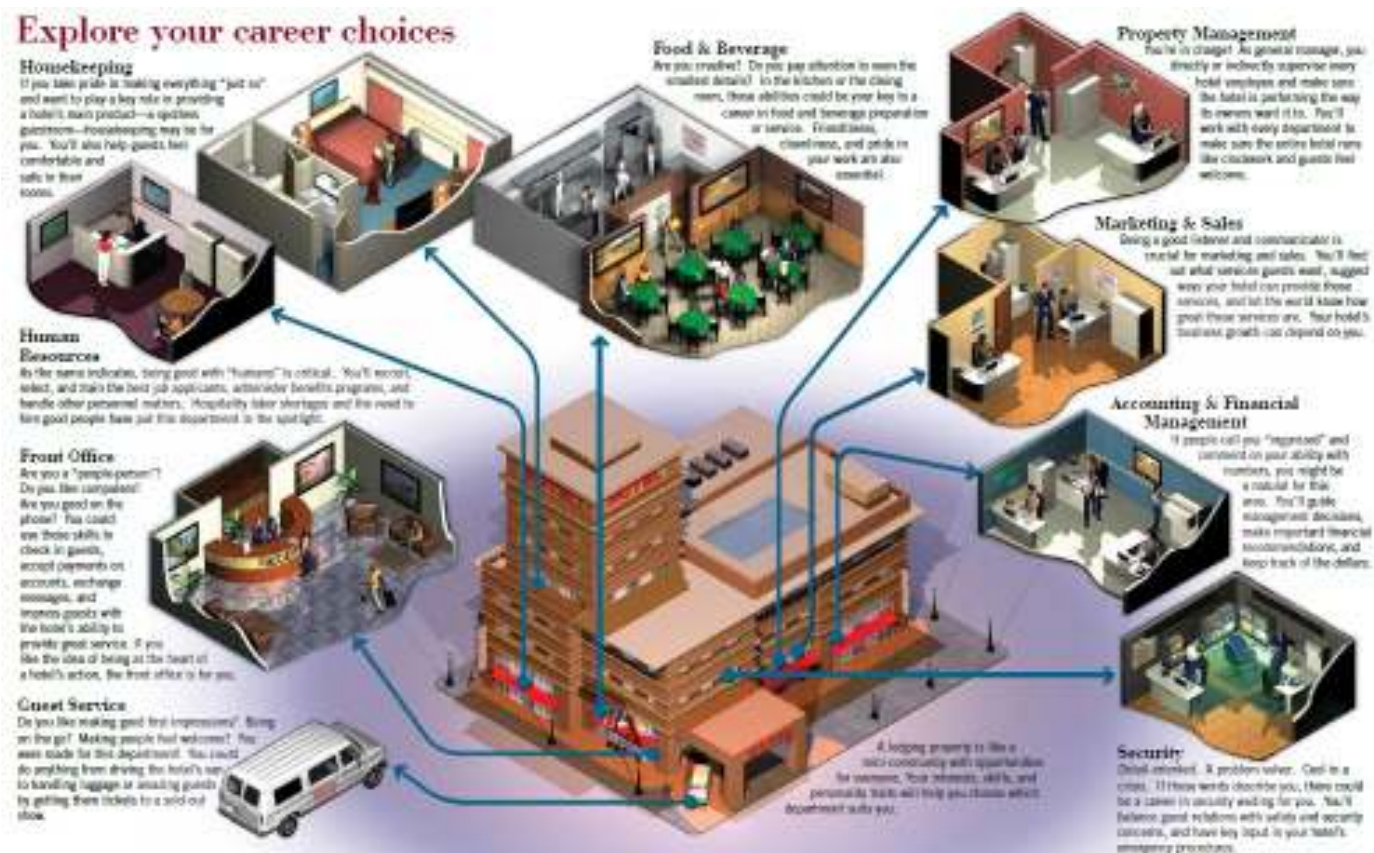 Explore your career choices
Housekeeping
If you take pride in making everything "just so"
and want to play a key role in providing
a hotel's main product—a spotless
guestroom—housekeeping may be for
you. You'll also help guests feel
comfortable and
safe in their
rooms.
Food & Beverage
Are you creative? Do you pay attention to even the
smallest details? In the kitchen or the dining
room, these abilities could be your key to a
career in food and beverage preparation
or service. Friendliness,
cleanliness, and pride in
your work are also
essential.
Property Management
You're in charge! As general manager, you
directly or indirectly supervise every
hotel employee and make sure
the hotel is performing the way
its owners want it to. You'll
work with every department to
make sure the entire hotel runs
like clockwork and guests feel
welcome.
Marketing & Sales
Being a good listener and communicator is
crucial for marketing and sales. You'll find
out what services guests want, suggest
ways your hotel can provide those
services, and let the world know how
great those services are. Your hotel's
business growth can depend on you.
Human
Resources
As the name indicates, being good with "humans" is critical. You'll recruit,
select, and train the best job applicants, administer benefits programs, and
handle other personnel matters. Hospitality labor shortages and the need to
hire good people have put this department in the spotlight.
Accounting & Financial
Management
If people call you "organized" and
comment on your ability with
numbers, you might be
a natural for this
area. You'll guide
management decisions,
make important financial
recommendations, and
keep track of the dollars.
Front Office
Are you a "people person"?
Do you like computers?
Are you good on the
phone? You could
use those skills to
check in guests,
accept payments on
accounts, exchange
messages, and
impress guests with
the hotel's ability to
provide great service. If you
like the idea of being at the heart of
a hotel's action, the front office is for you.
HOTEL
Guest Service
Do you like making good first impressions? Being
on the go? Making people feel welcome? You
were made for this department! You could
do anything from driving the hotel's van
to handling luggage or amazing guests
by getting them tickets to a sold out
show.
A lodging property is like a
mini-community with opportunities
for everyone. Your interests, skills, and
personality traits will help you choose which
department suits you.
Security
Detail-oriented. A problem solver. Cool in a
crisis. If these words describe you, there could
be a career in security waiting for you. You'll
balance good relations with safety and security
concerns, and have key input in your hotel's
emergency procedures.